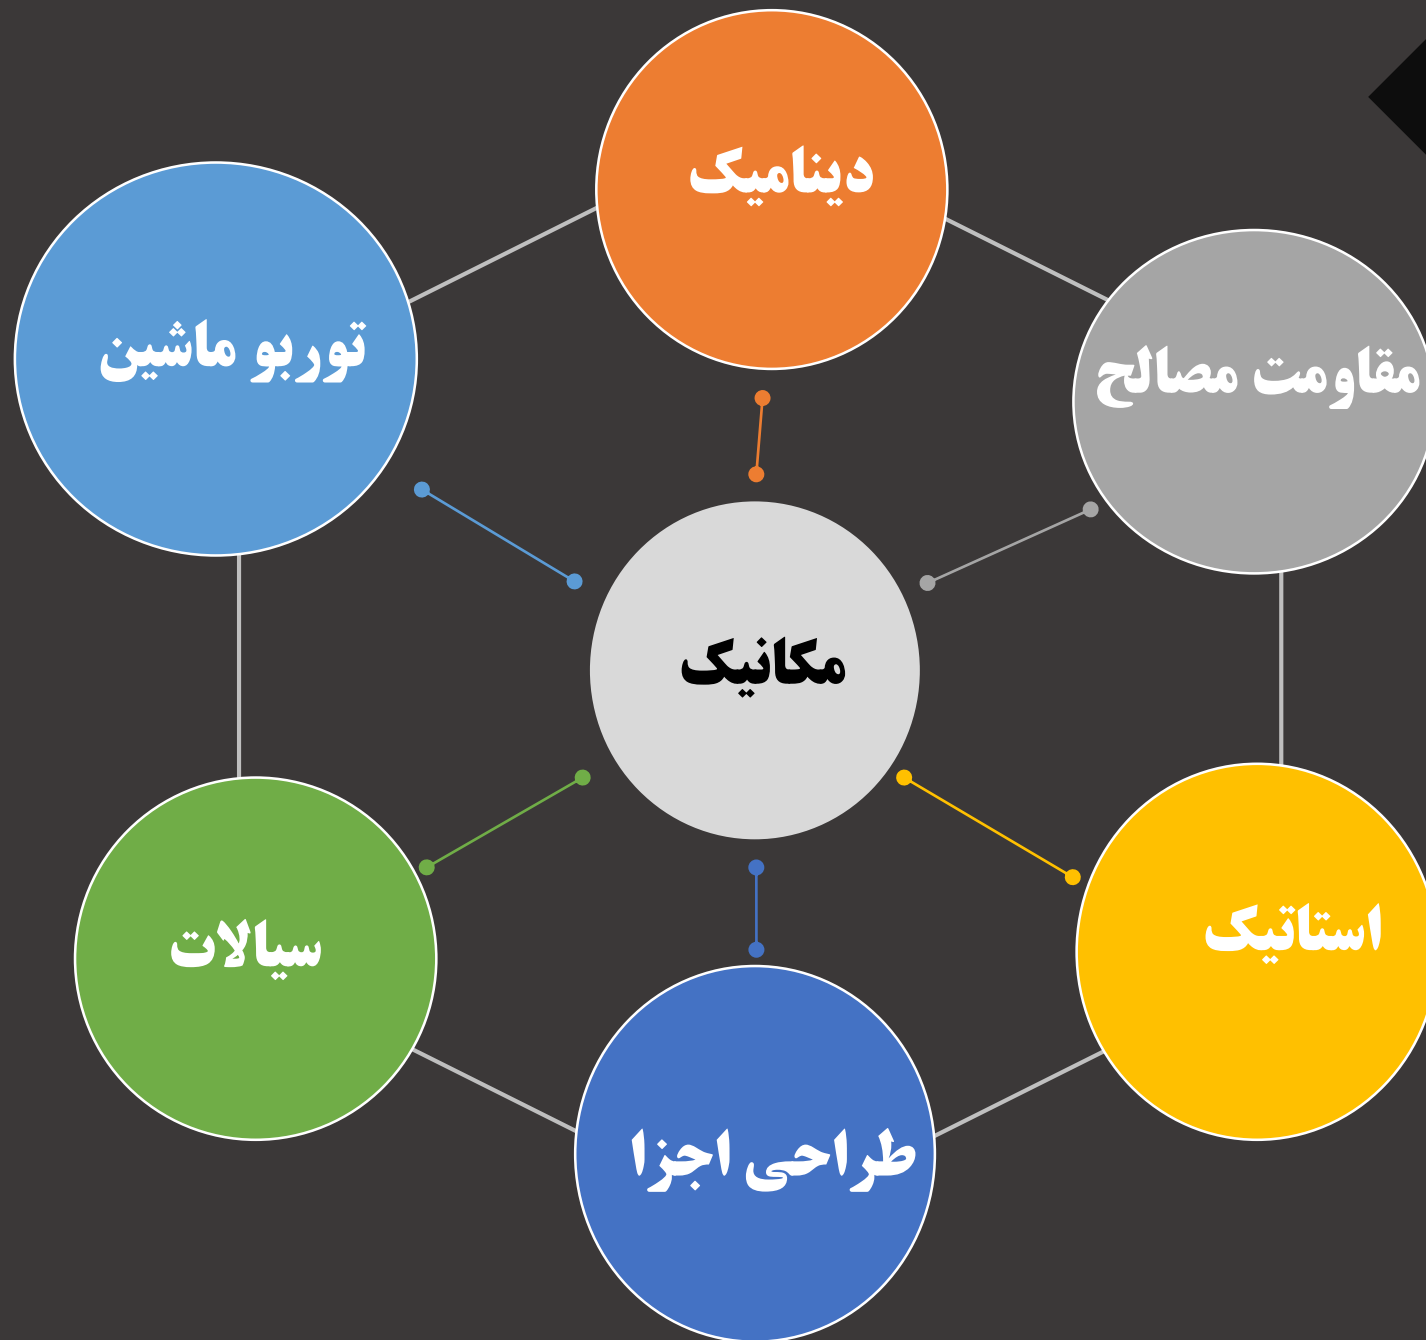 دینامیک
توربو ماشین
مقاومت مصالح
مکانیک
استاتیک
سیالات
طراحی اجزا